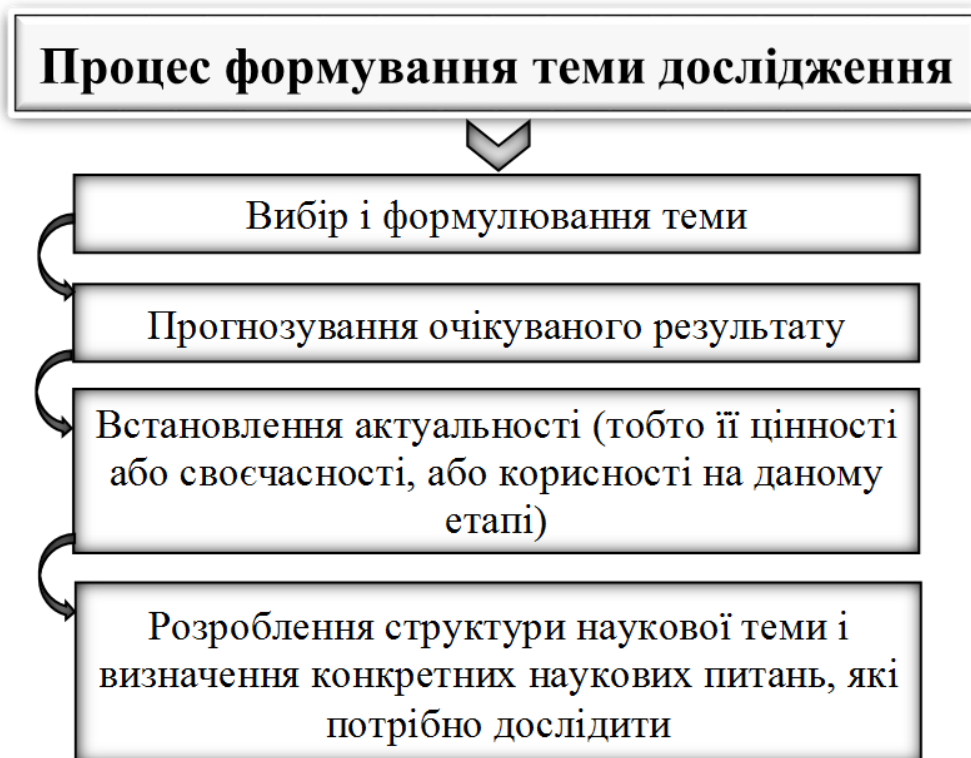 Процес формування теми дослідження
Вибір і формулювання теми
Прогнозування очікуваного результату
Встановлення актуальності (тобто її цінності
або своєчасності, або корисності на даному
етапі)
Розроблення структури наукової теми і
визначення конкретних наукових питань, які
потрібно дослідити